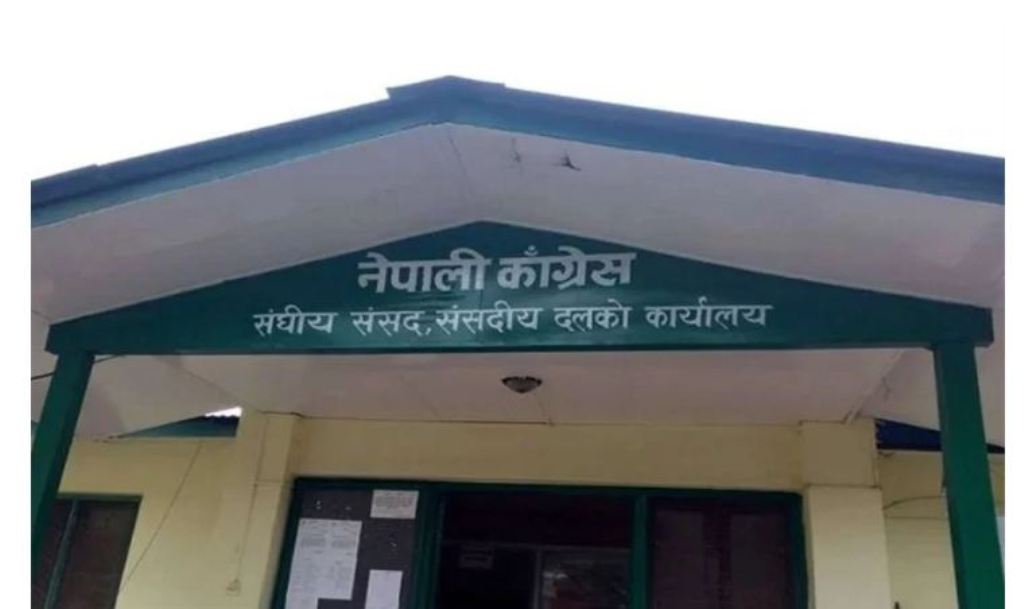 नेपाली काँग्रेस
संघीय संसद,संसदीय दलको कार्यालय